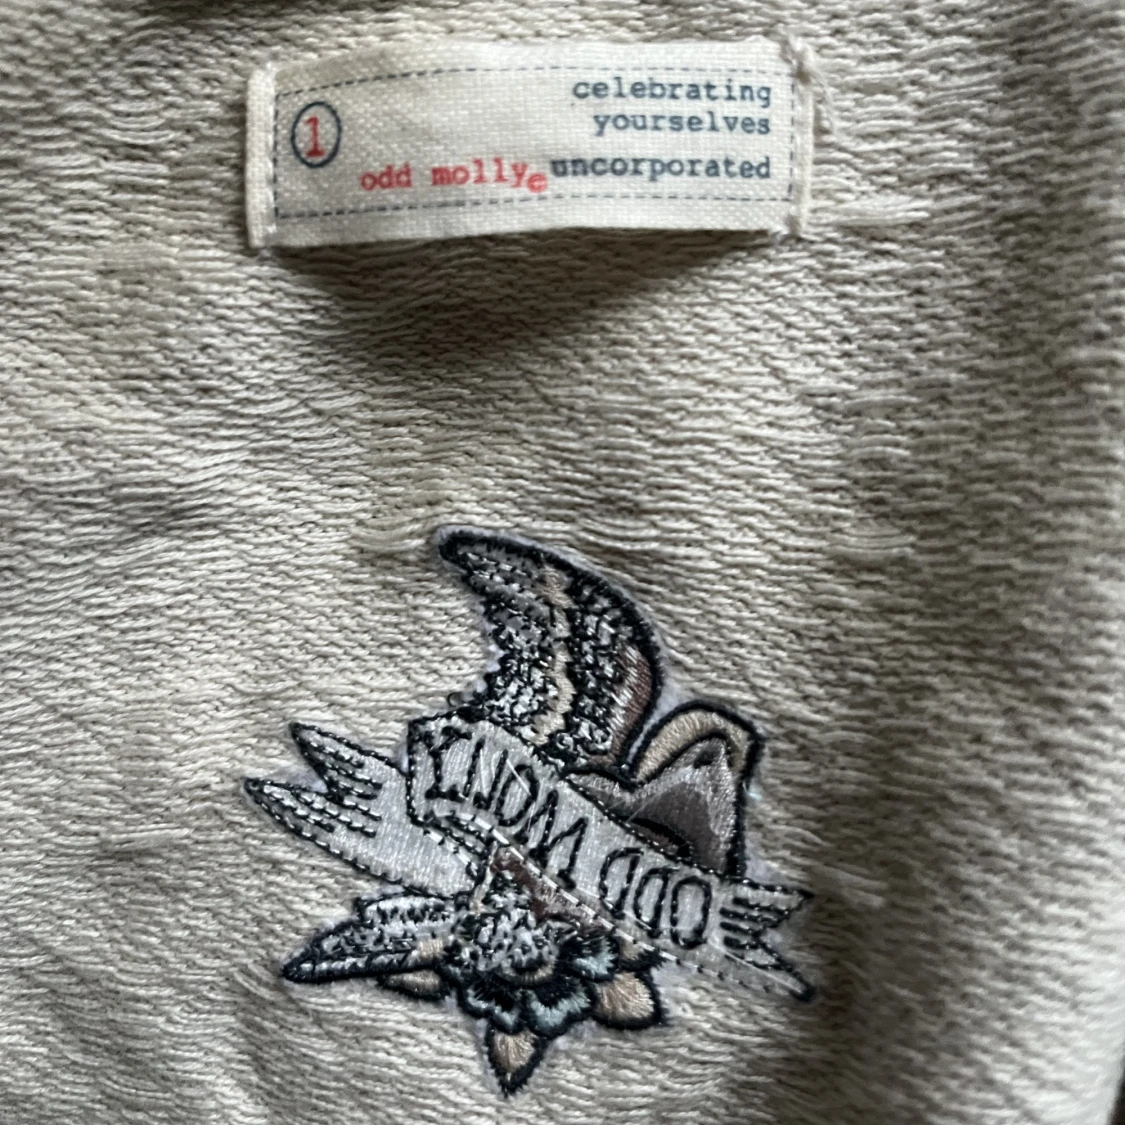 celebrating
yourselves
1
odd mollye uncorporated
ODD MOLLY